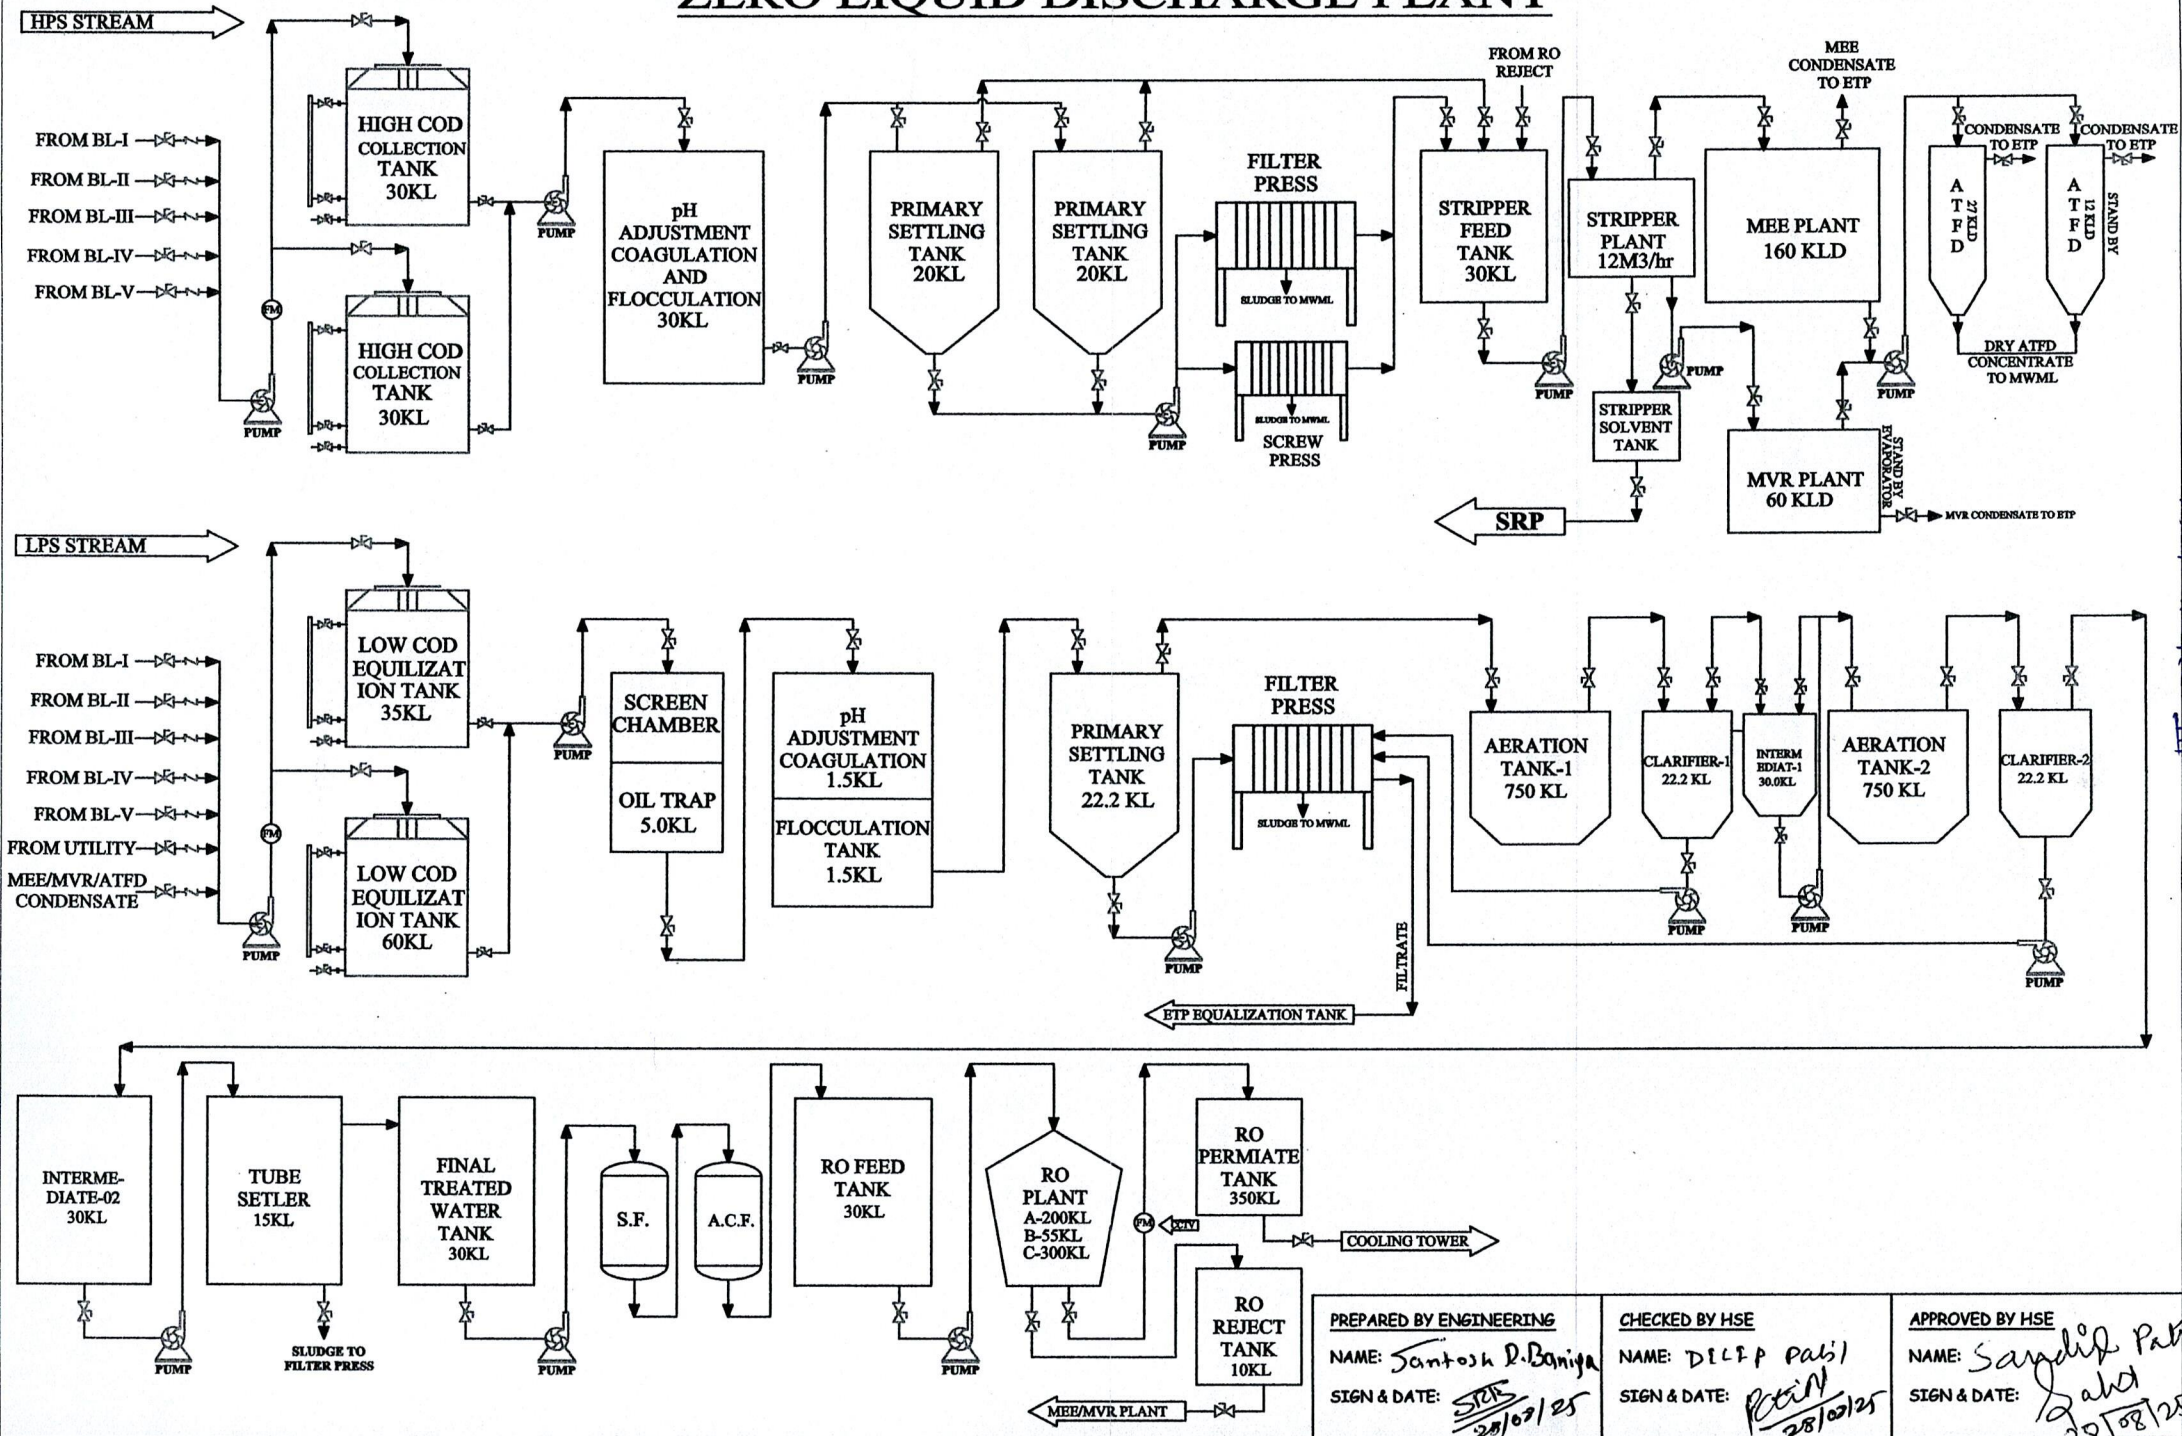 ZERO LIQUID DISCHARGE PLANT
HPS STREAM
FROM BL-I
FROM BL-II
FROM BL-III
FROM BL-IV
FROM BL-V
FM
PUMP
HIGH COD
COLLECTION
TANK
30KL
HIGH COD
COLLECTION
TANK
30KL
PUMP
pH
ADJUSTMENT
COAGULATION
AND
FLOCCULATION
30KL
PUMP
PRIMARY
SETTLING
TANK
20KL
PRIMARY
SETTLING
TANK
20KL
PUMP
FILTER
PRESS
SLUDGE TO MWML
SLUDGE TO MWML
SCREW
PRESS
FROM RO
REJECT
STRIPPER
FEED
TANK
30KL
PUMP
STRIPPER
PLANT
12M3/hr
PUMP
STRIPPER
SOLVENT
TANK
SRP
MEE
CONDENSATE
TO ETP
MEE PLANT
160 KLD
PUMP
MVR PLANT
60 KLD
STAND BY
EVAPORATOR
MVR CONDENSATE TO ETP
CONDENSATE
TO ETP
ATFD
27 KLD
CONDENSATE
TO ETP
ATFD
12 KLD
STAND BY
DRY ATFD
CONCENTRATE
TO MWML
LPS STREAM
FROM BL-I
FROM BL-II
FROM BL-III
FROM BL-IV
FROM BL-V
FROM UTILITY
MEE/MVR/ATFD
CONDENSATE
FM
PUMP
LOW COD
EQUILIZAT
ION TANK
35KL
LOW COD
EQUILIZAT
ION TANK
60KL
PUMP
SCREEN
CHAMBER
OIL TRAP
5.0KL
pH
ADJUSTMENT
COAGULATION
1.5KL
FLOCCULATION
TANK
1.5KL
PRIMARY
SETTLING
TANK
22.2 KL
PUMP
FILTER
PRESS
SLUDGE TO MWML
FILTRATE
ETP EQUALIZATION TANK
AERATION
TANK-1
750 KL
CLARIFIER-1
22.2 KL
PUMP
INTERM
EDIAT-1
30.0KL
PUMP
AERATION
TANK-2
750 KL
CLARIFIER-2
22.2 KL
PUMP
INTERME-
DIATE-02
30KL
PUMP
TUBE
SETLER
15KL
SLUDGE TO
FILTER PRESS
FINAL
TREATED
WATER
TANK
30KL
PUMP
S.F.
A.C.F.
RO FEED
TANK
30KL
PUMP
RO
PLANT
A-200KL
B-55KL
C-300KL
FM
RO
PERMIATE
TANK
350KL
COOLING TOWER
RO
REJECT
TANK
10KL
MEE/MVR PLANT
PREPARED BY ENGINEERING
NAME: Santosh R. Baniya
SIGN & DATE: SRB
CHECKED BY HSE
NAME: DILIP patil
SIGN & DATE:
APPROVED BY HSE
NAME: Sandip
SIGN & DATE: